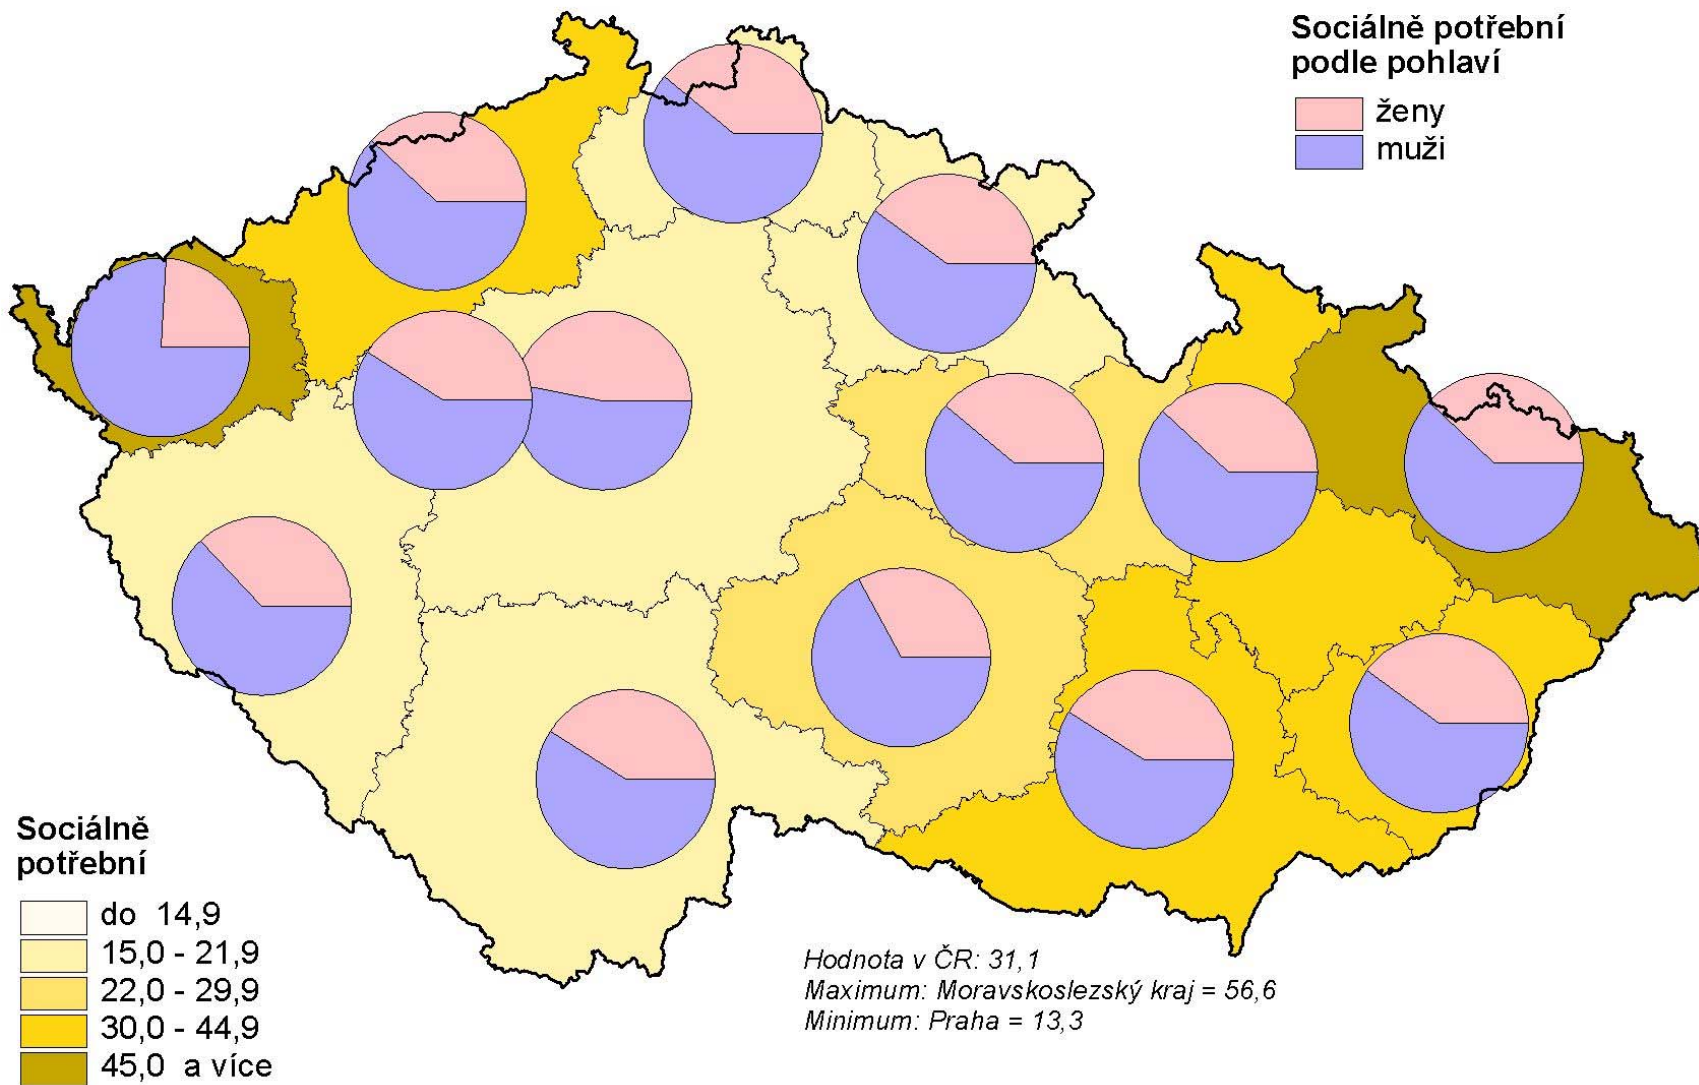 Sociálně potřební
podle pohlaví
ženy
muži
Sociálně
potřební
do 14,9
15,0 - 21,9
22,0 - 29,9
30,0 - 44,9
45,0 a více
Hodnota v ČR: 31,1
Maximum: Moravskoslezský kraj = 56,6
Minimum: Praha = 13,3